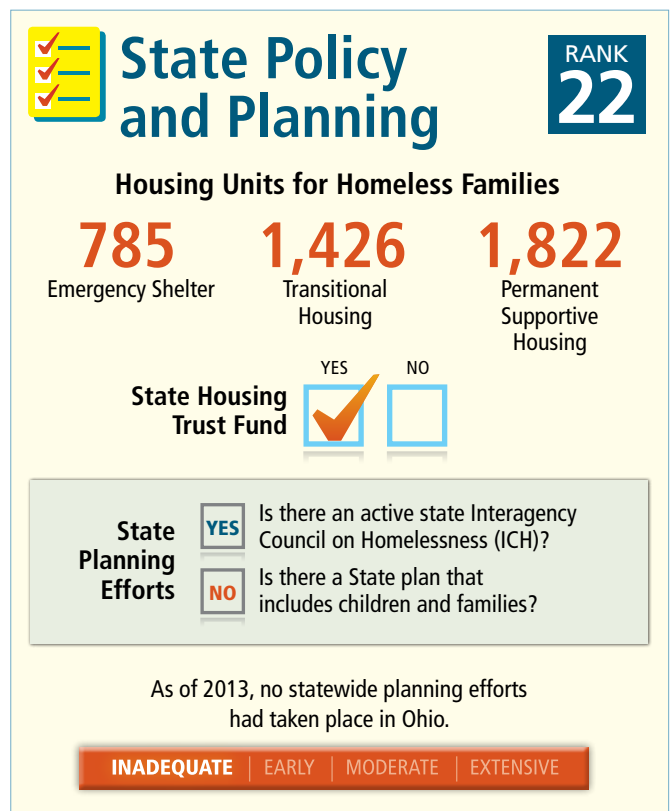 State Policy
and Planning
RANK
22
Housing Units for Homeless Families
785
Emergency Shelter
1,426
Transitional
Housing
1,822
Permanent
Supportive
Housing
YES NO
State Housing
Trust Fund
State
Planning
Efforts
YES
Is there an active state Interagency
Council on Homelessness (ICH)?
NO
Is there a State plan that
includes children and families?
As of 2013, no statewide planning efforts
had taken place in Ohio.
INADEQUATE | EARLY | MODERATE | EXTENSIVE